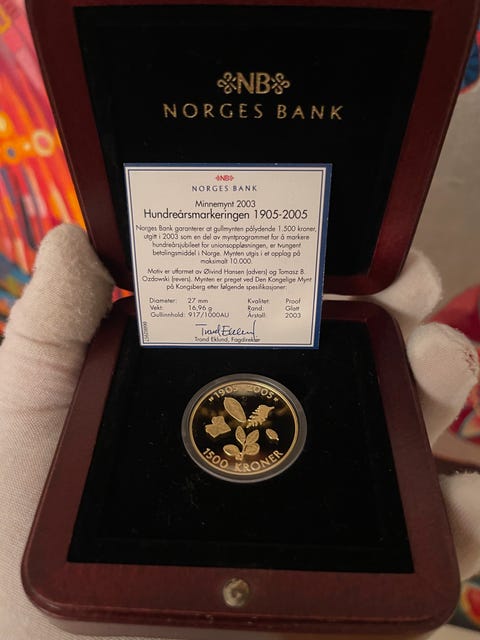 NB
NORGES BANK
NB
NORGES BANK
Minnemynt 2003
Hundreårsmarkeringen 1905-2005
Norges Bank garanterer at gullmynten pålydende 1.500 kroner,
utgitt i 2003 som en del av myntprogrammet for å markere
hundreårsjubileet for unionsoppløsningen, er tvungent
betalingsmiddel i Norge. Mynten utgis i et opplag på
maksimalt 10.000.
Motiv er utformet av Øivind Hansen (advers) og Tomasz B.
Ozdowski (revers). Mynten er preget ved Den Kongelige Mynt
på Kongsberg etter følgende spesifikasjoner:
Diameter: 27 mm Kvalitet: Proof
Vekt: 16,96 g Rand: Glatt
Gullinnhold: 917/1000AU Årstall: 2003
Trond Eklund
Trond Eklund, Fagdirektør
1905-2005
1500 KRONER